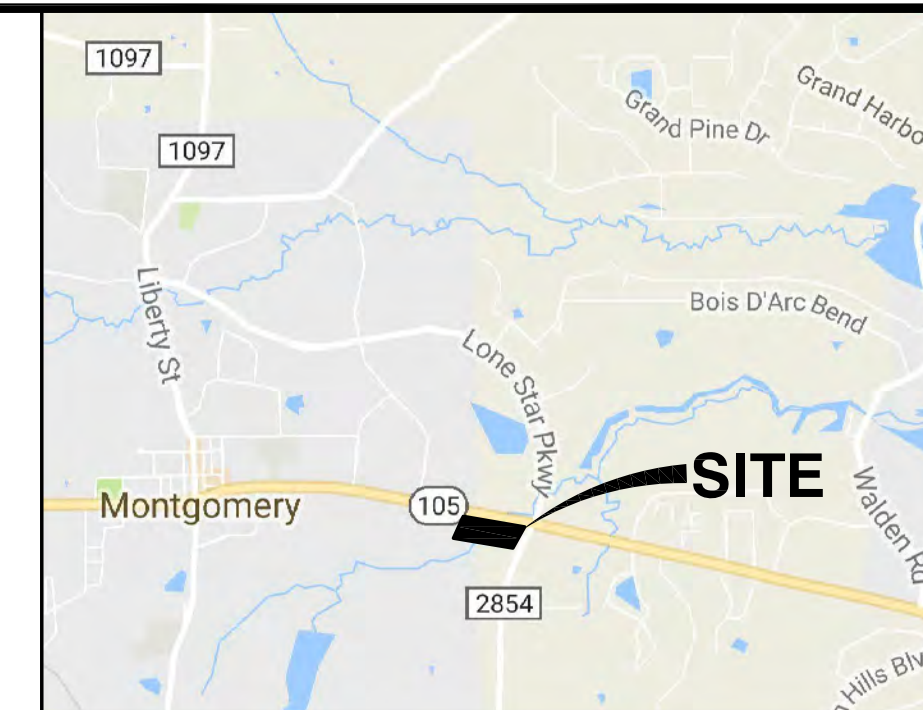 1097
Grand Harbo
Grand Pine Dr
1097
Liberty St
Bois D'Arc Bend
Lone Star Pkwy
SITE
Montgomery
105
Walden Rd
2854
Hills Blv